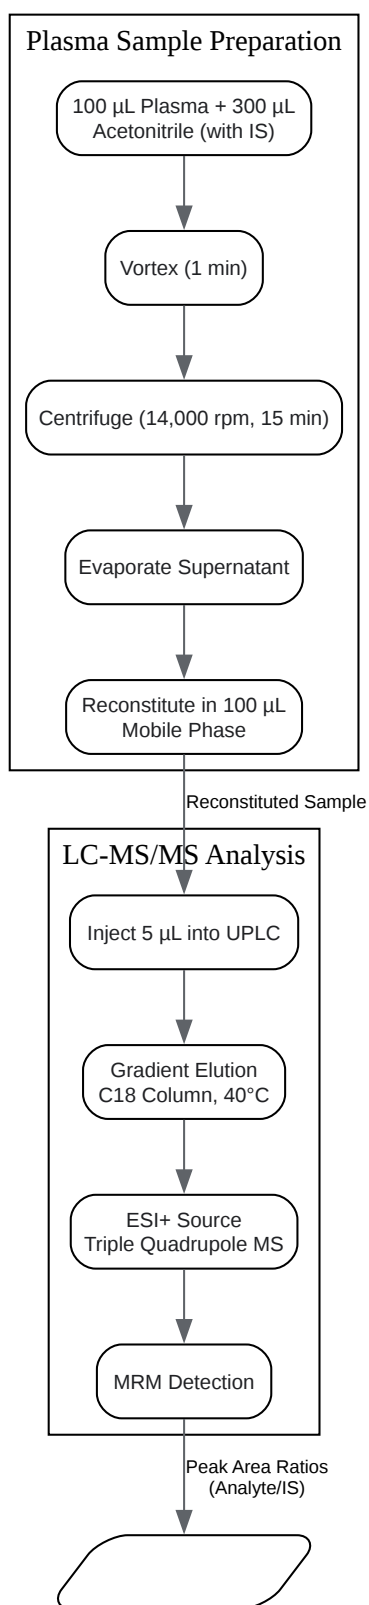 Plasma Sample Preparation
100 µL Plasma + 300 µL
Acetonitrile (with IS)
Vortex (1 min)
Centrifuge (14,000 rpm, 15 min)
Evaporate Supernatant
Reconstitute in 100 µL
Mobile Phase
Reconstituted Sample
LC-MS/MS Analysis
Inject 5 µL into UPLC
Gradient Elution
C18 Column, 40°C
ESI+ Source
Triple Quadrupole MS
MRM Detection
Peak Area Ratios
(Analyte/IS)